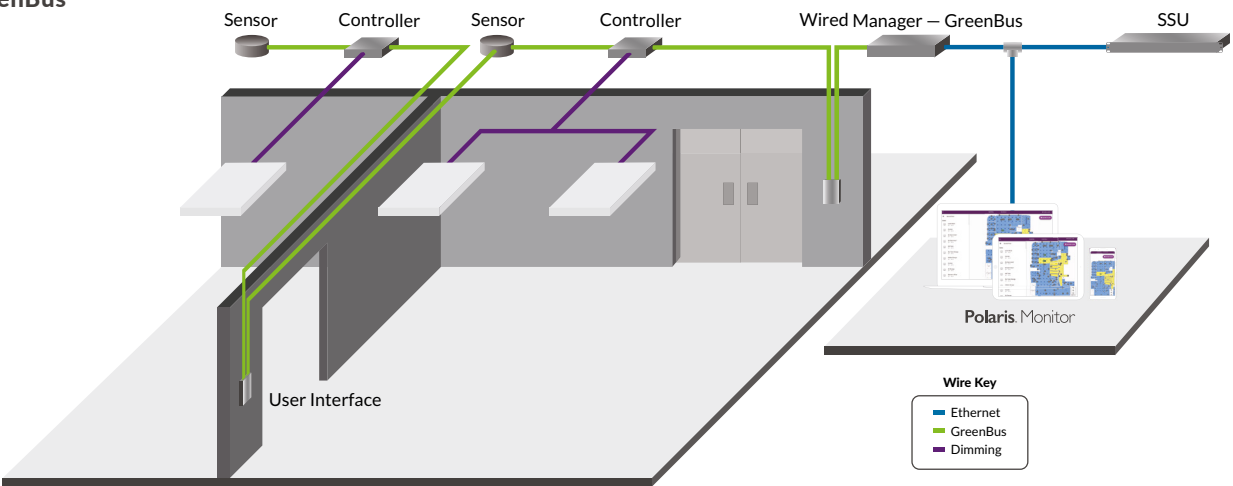 Sensor
Controller
Sensor
Controller
Wired Manager – GreenBus
SSU
User Interface
Polaris. Monitor
Wire Key
Ethernet
GreenBus
Dimming